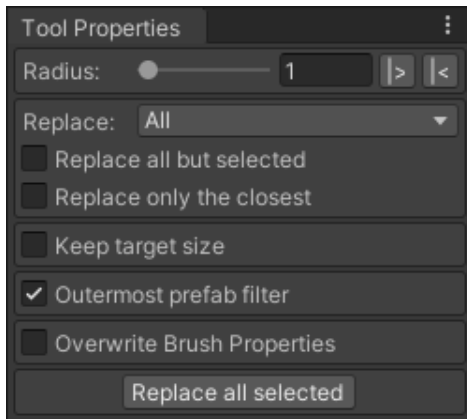 Tool Properties
Radius: 1 |> |<
Replace: All
Replace all but selected
Replace only the closest
Keep target size
Outermost prefab filter
Overwrite Brush Properties
Replace all selected